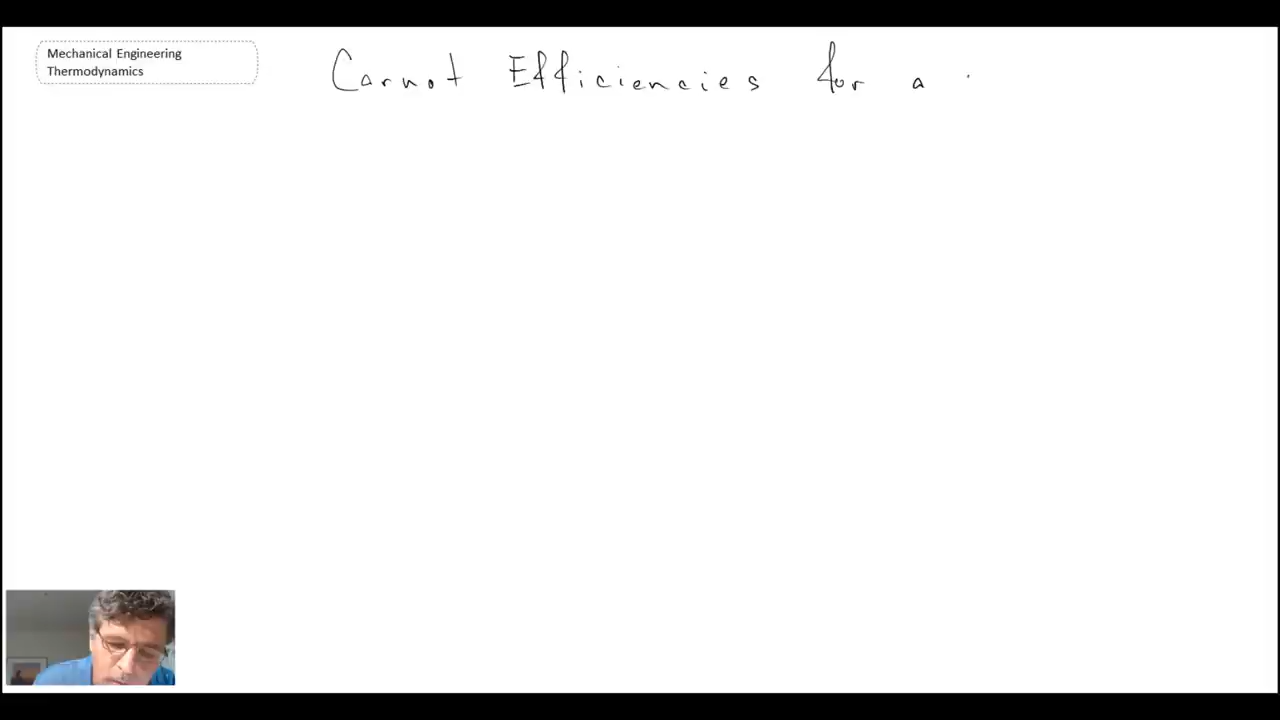 Mechanical Engineering
Thermodynamics
Carnot Efficiencies for a